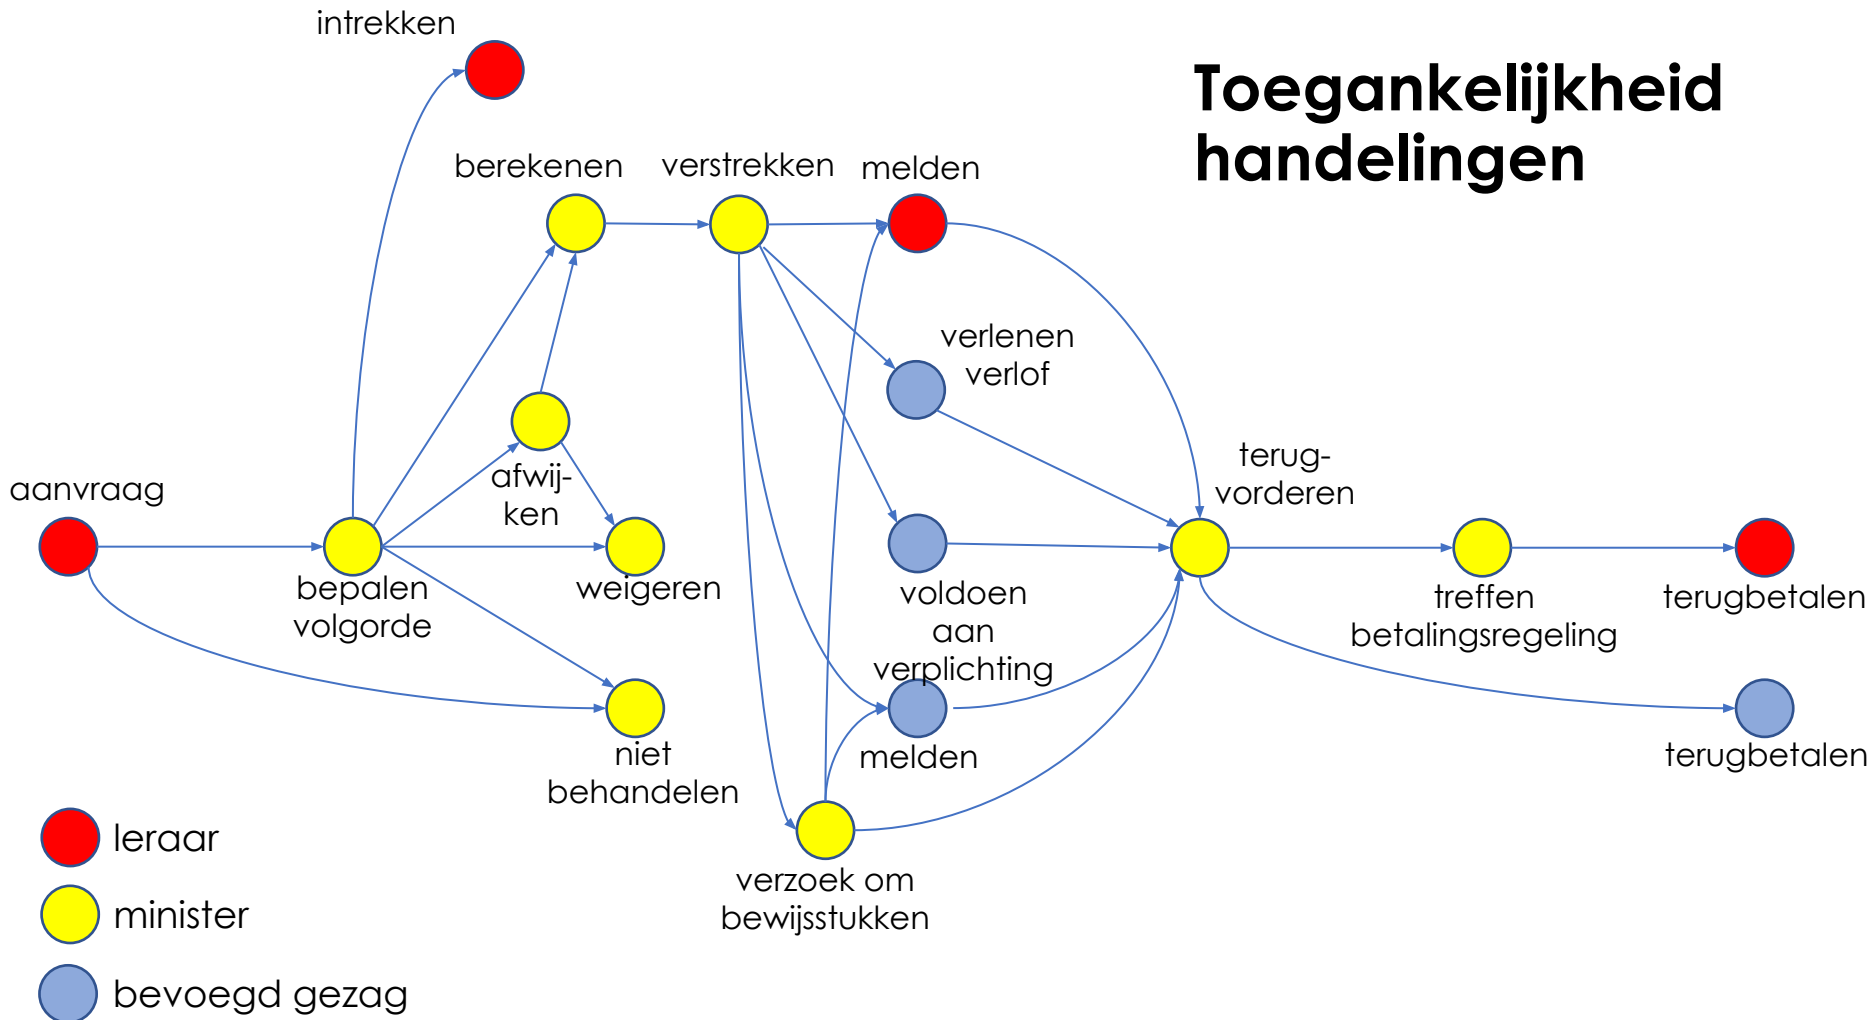 intrekken
Toegankelijkheid
handelingen
berekenen
verstrekken
melden
verlenen
verlof
aanvraag
afwij-
ken
terug-
vorderen
bepalen
volgorde
weigeren
voldoen
aan
verplichting
treffen
betalingsregeling
terugbetalen
niet
behandelen
melden
terugbetalen
verzoek om
bewijsstukken
leraar
minister
bevoegd gezag